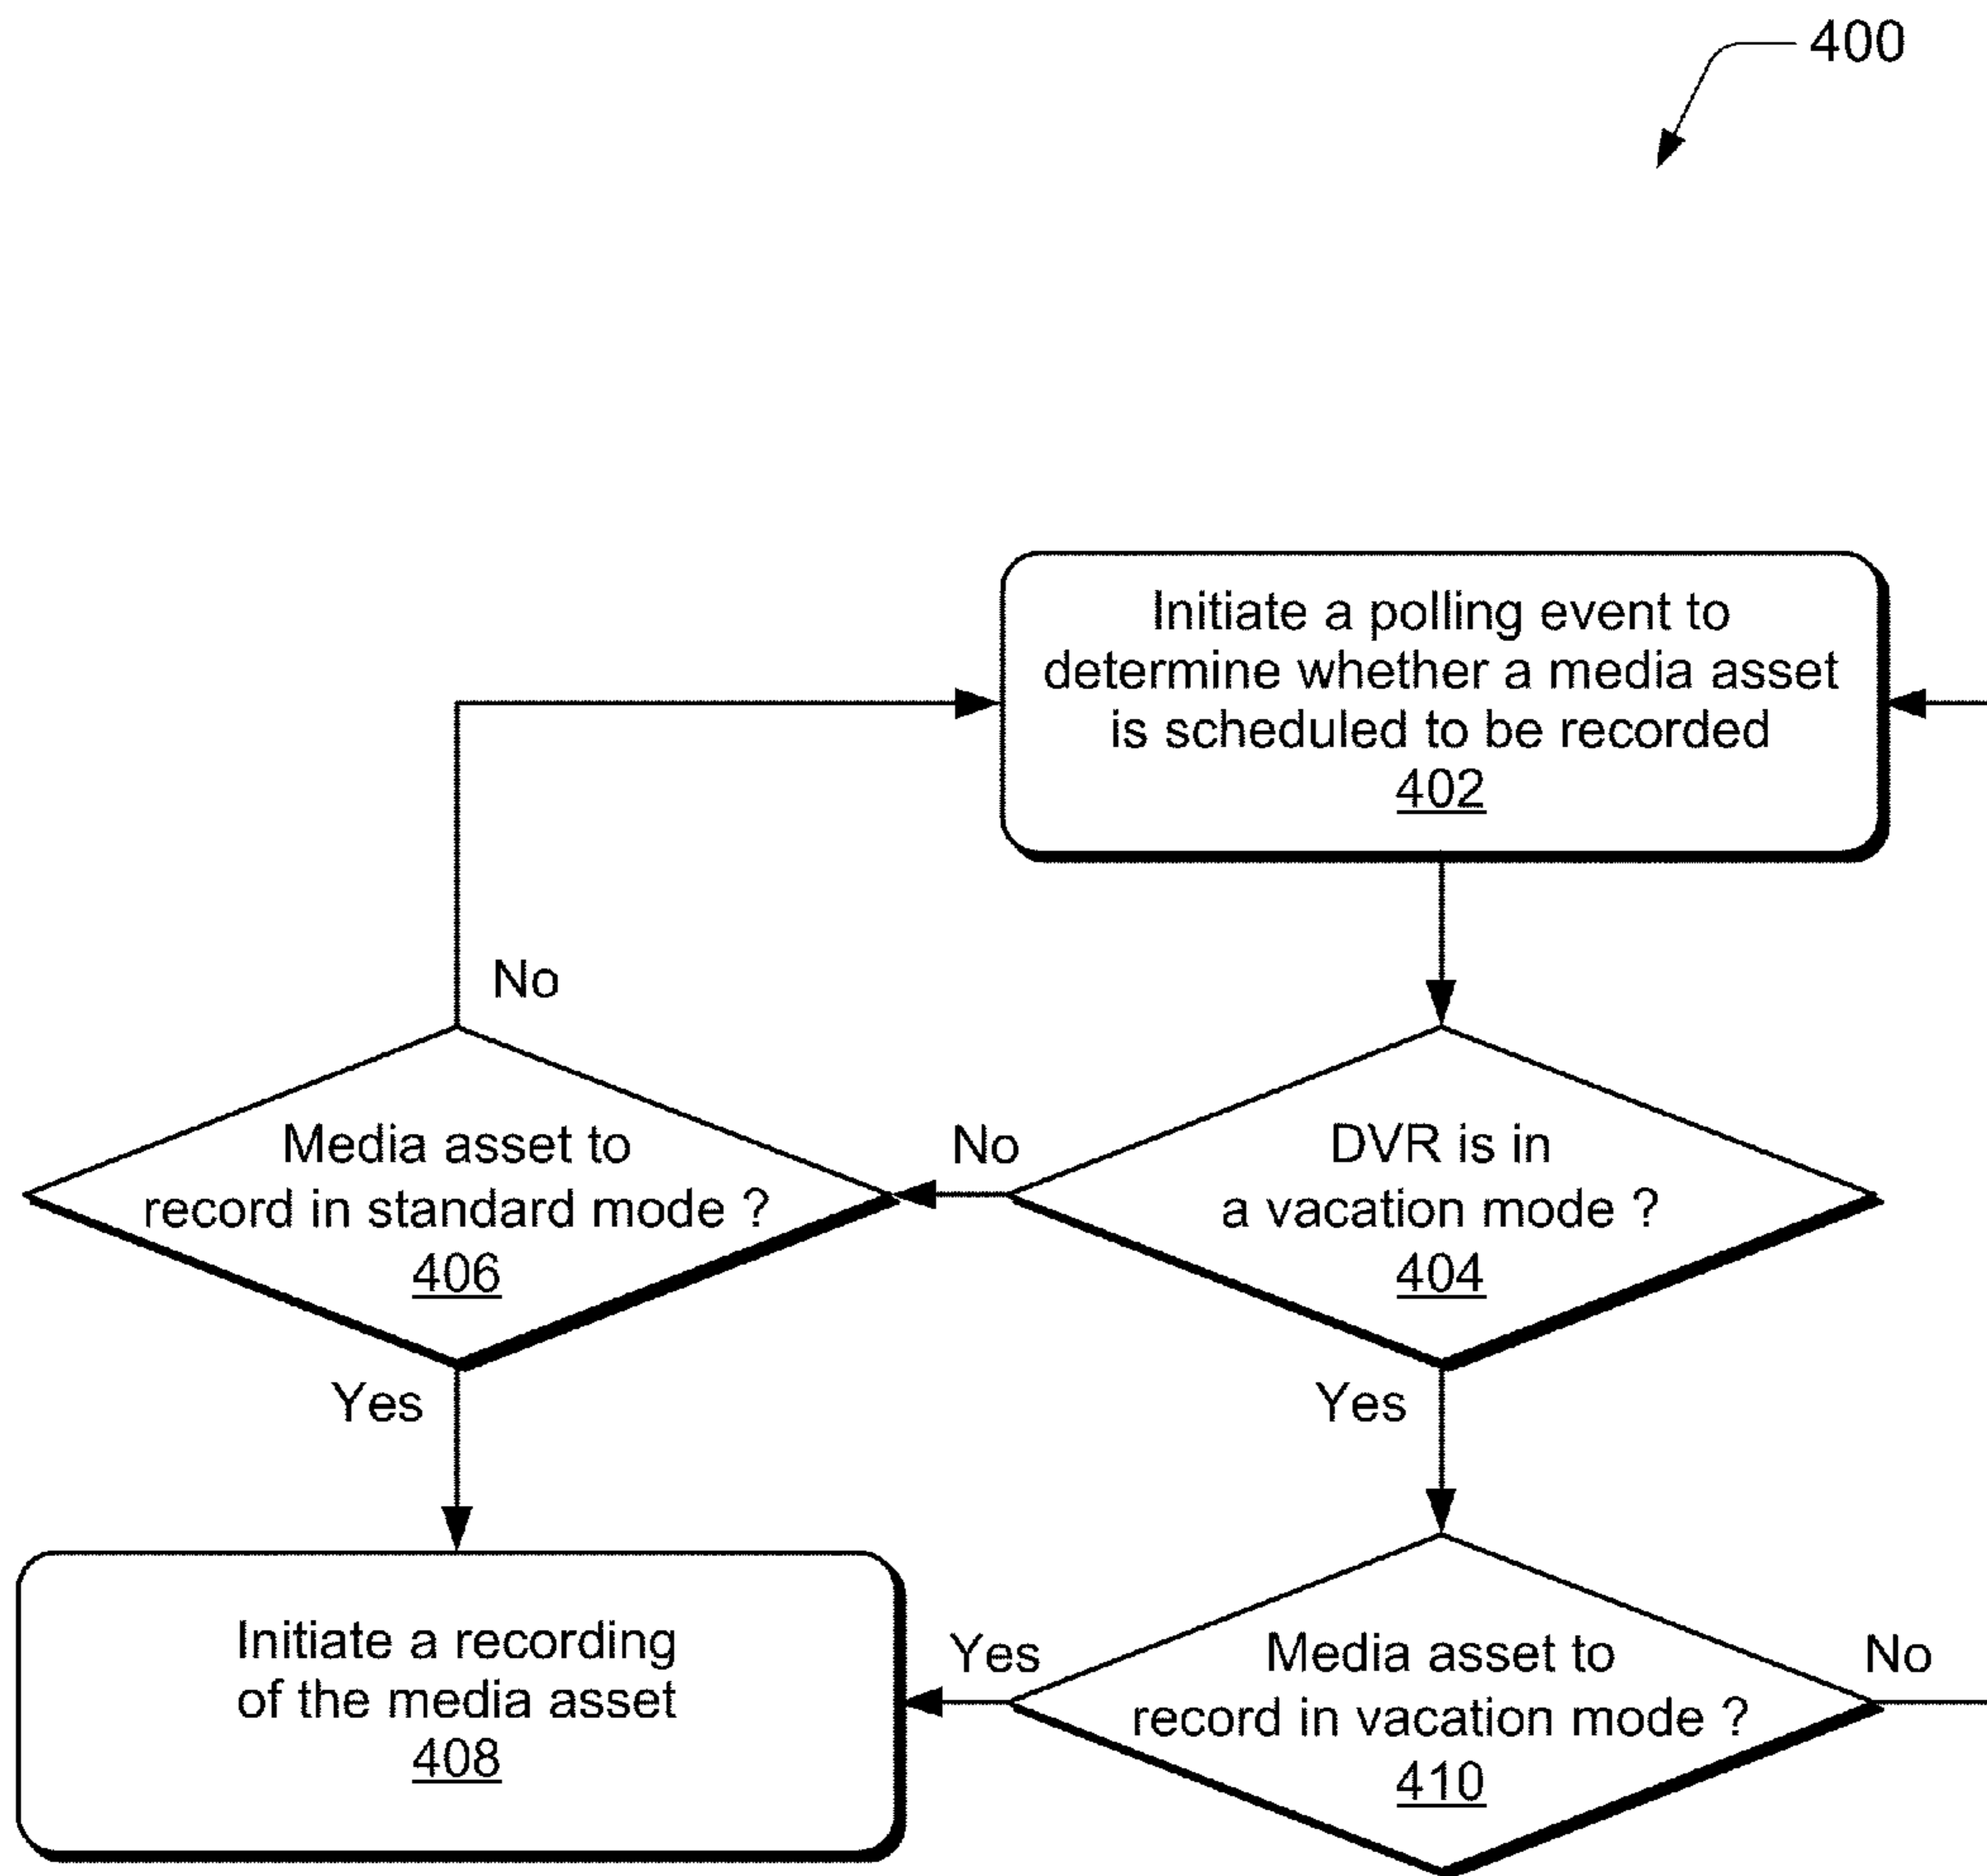 400
Initiate a polling event to
determine whether a media asset
is scheduled to be recorded
402
No
Media asset to
record in standard mode ?
406
No
DVR is in
a vacation mode ?
404
Yes
Yes
Initiate a recording
of the media asset
408
Yes
Media asset to
record in vacation mode ?
410
No